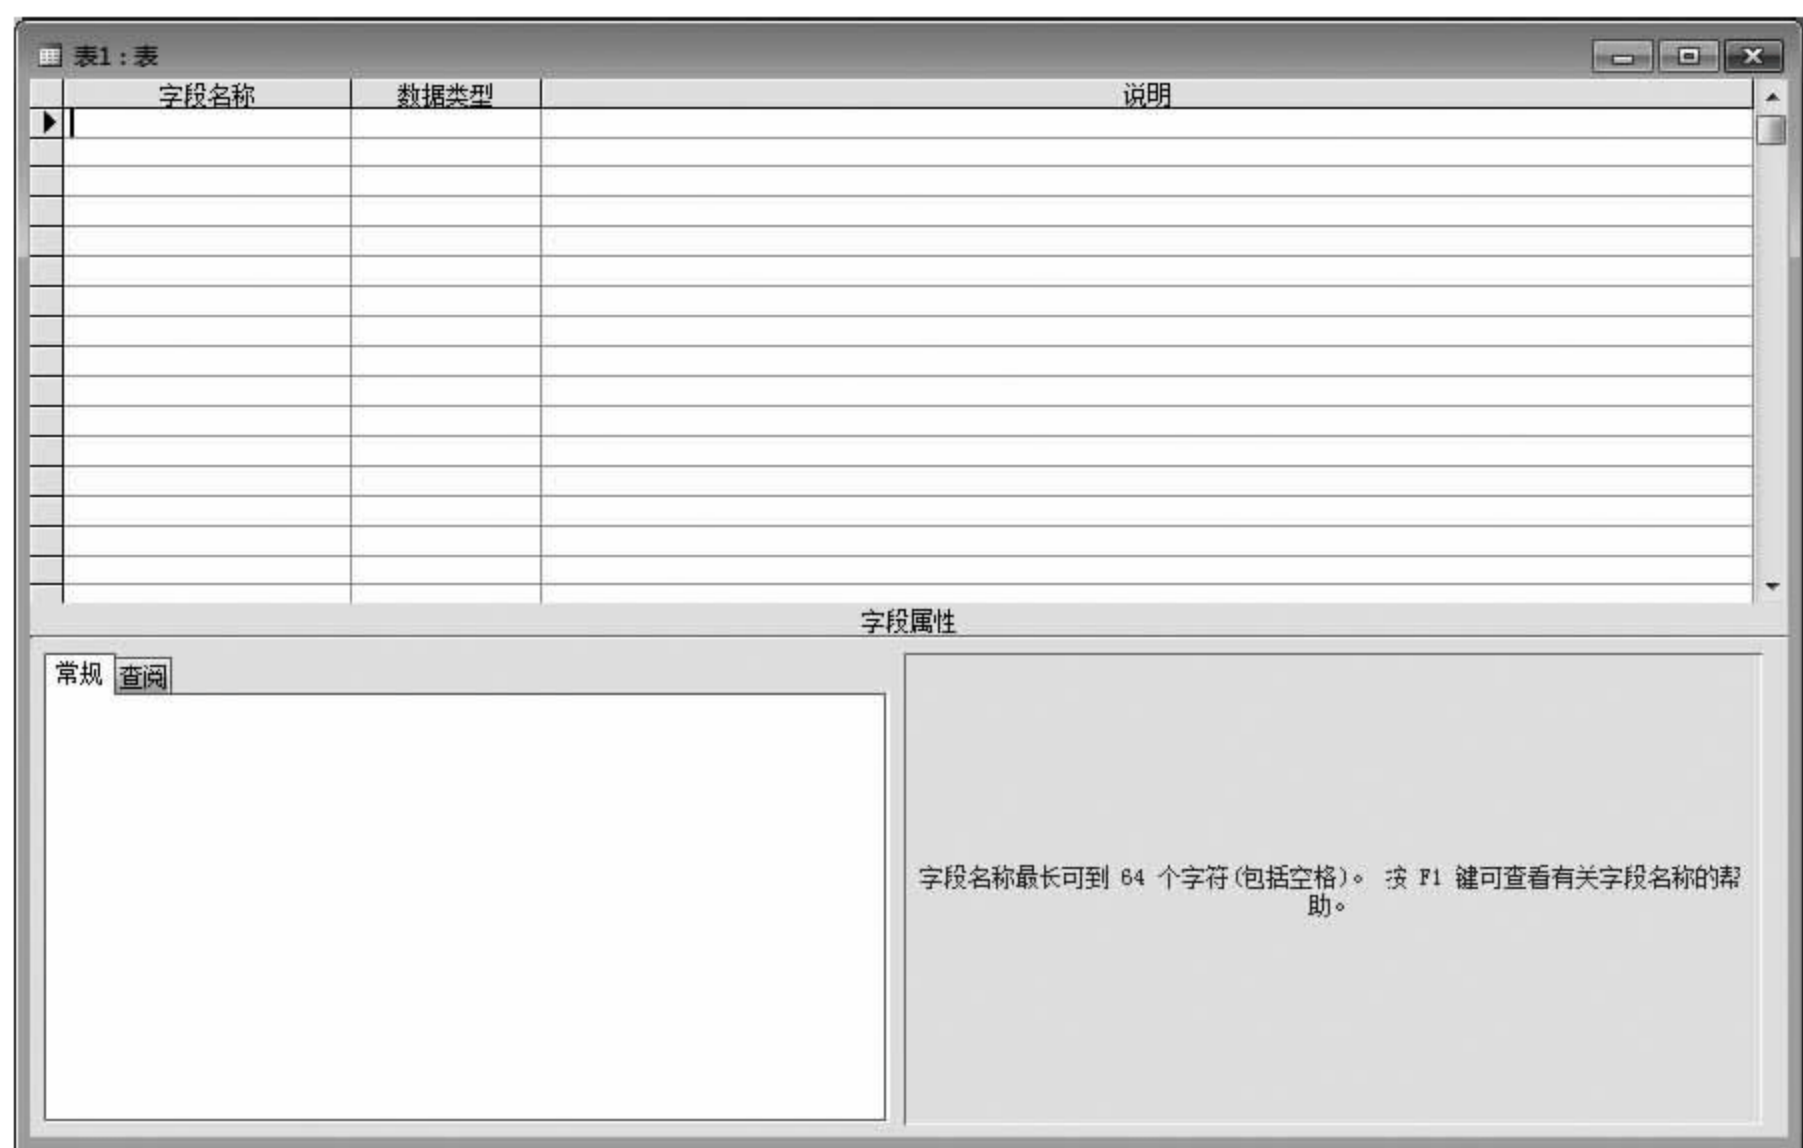 表1：表
字段名称 数据类型 说明
字段属性
常规 查阅
字段名称最长可到 64 个字符(包括空格)。 按 F1 键可查看有关字段名称的帮
助。